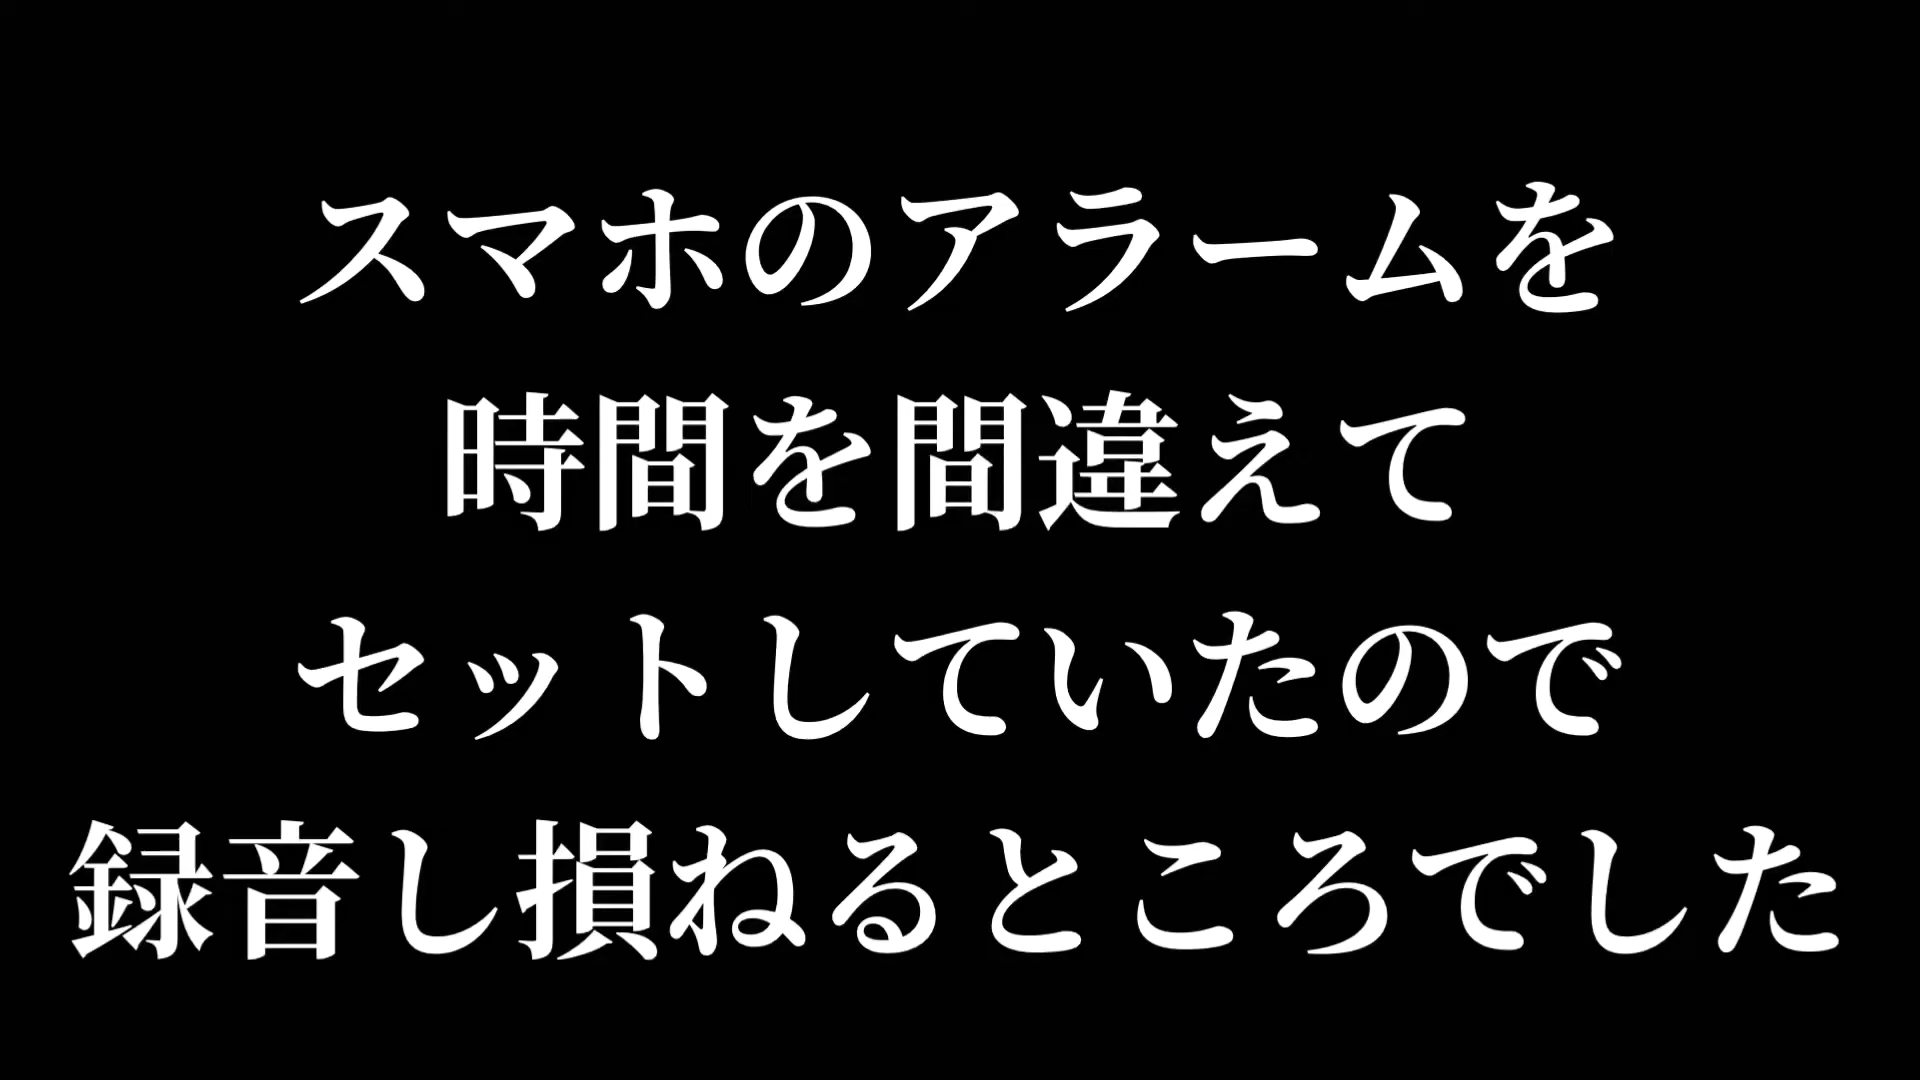 スマホのアラームを
時間を間違えて
セットしていたので
録音し損ねるところでした